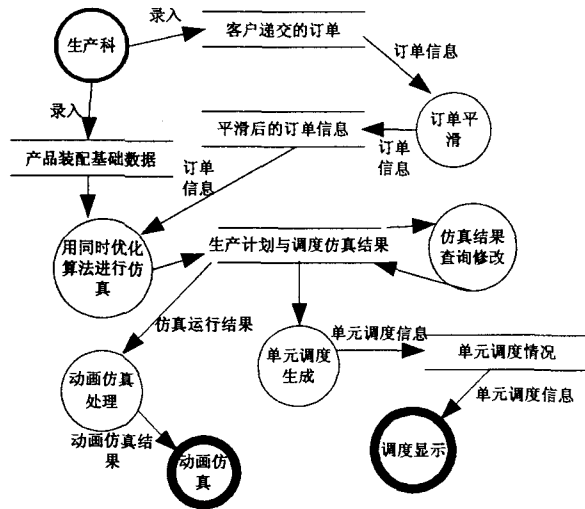 录入
生产科
客户递交的订单
订单信息
录入
平滑后的订单信息
订单平
滑
订单
信息
产品装配基础数据
订单
信息
用同时优化
算法进行仿
真
生产计划与调度仿真结果
仿真结果
查询修改
仿真运行结果
单元调度
生成
单元调度信息
单元调度情况
动画仿真
处理
单元调度信息
动画仿真结
果
动画仿
真
调度显示